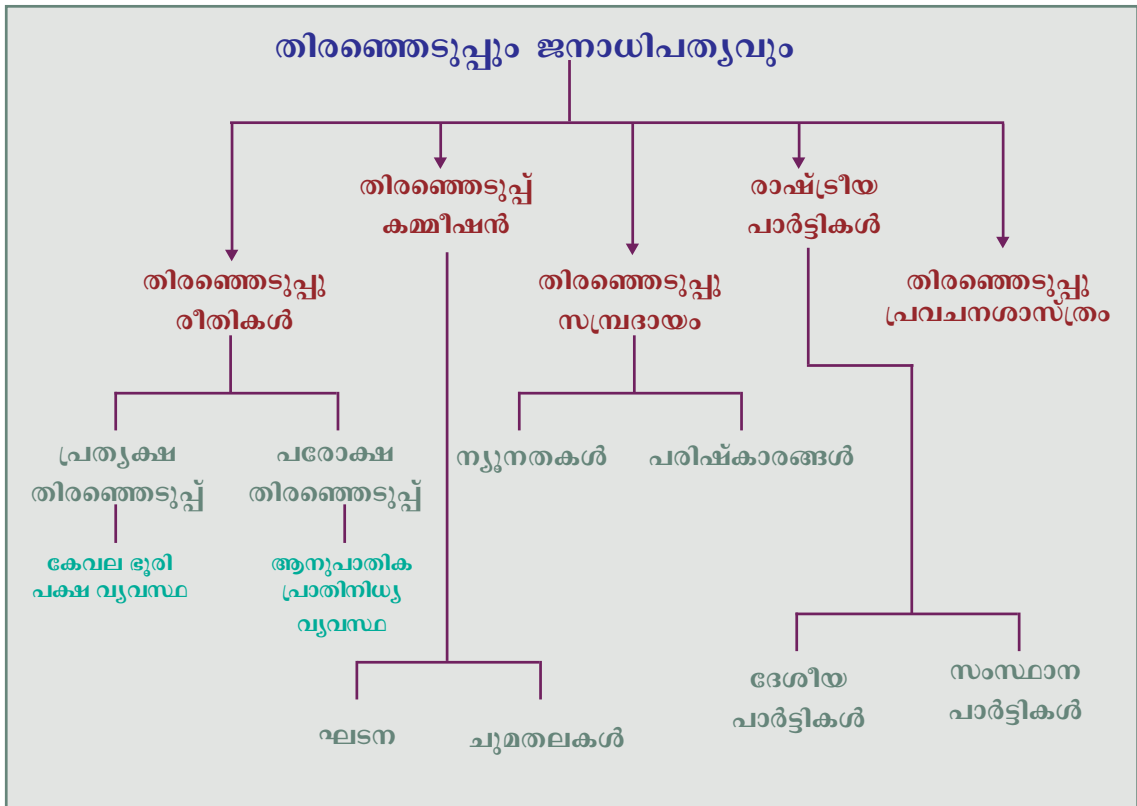 തിരഞ്ഞെടുപ്പും ജനാധിപത്യവും
തിരഞ്ഞെടുപ്പ്
കമ്മീഷൻ
രാഷ്ട്രീയ
പാർട്ടികൾ
തിരഞ്ഞെടുപ്പു
രീതികൾ
തിരഞ്ഞെടുപ്പു
സമ്പ്രദായം
തിരഞ്ഞെടുപ്പു
പ്രവചനശാസ്ത്രം
പ്രത്യക്ഷ
തിരഞ്ഞെടുപ്പ്
പരോക്ഷ
തിരഞ്ഞെടുപ്പ്
ന്യൂനതകൾ
പരിഷ്കാരങ്ങൾ
കേവല ഭൂരി
പക്ഷ വ്യവസ്ഥ
ആനുപാതിക
പ്രാതിനിധ്യ
വ്യവസ്ഥ
ഘടന
ചുമതലകൾ
ദേശീയ
പാർട്ടികൾ
സംസ്ഥാന
പാർട്ടികൾ